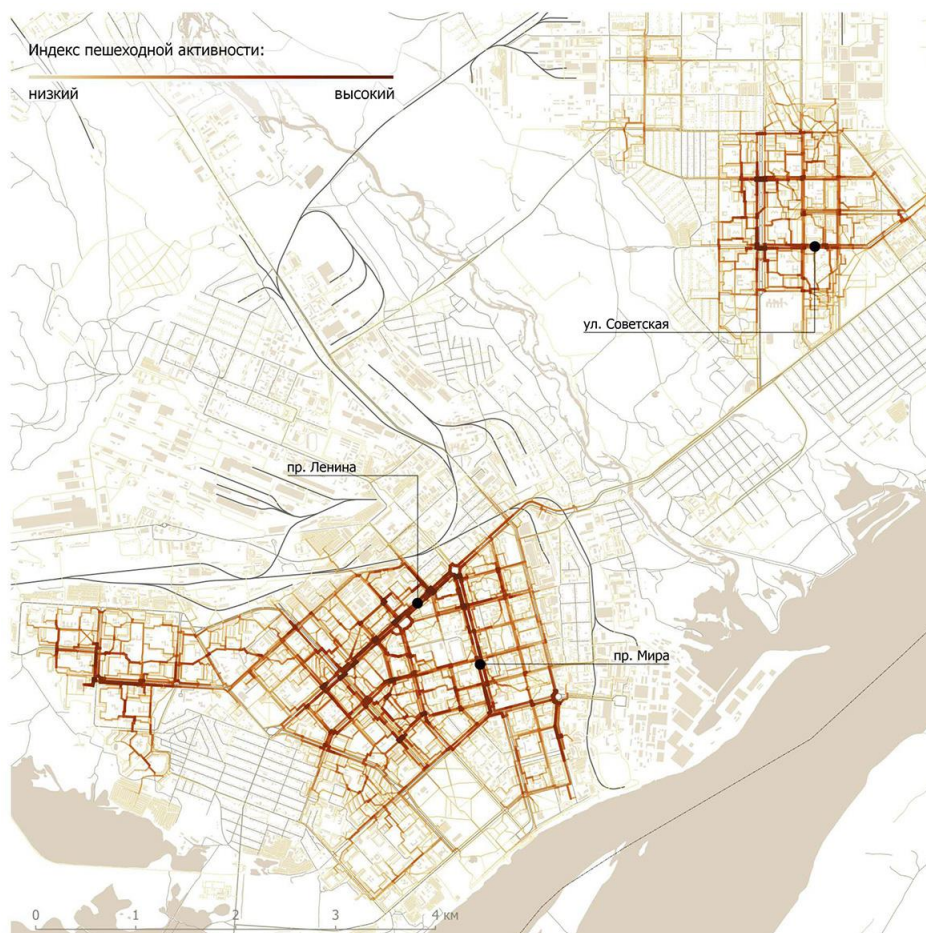 Индекс пешеходной активности:
низкий высокий
ул. Советская
пр. Ленина
пр. Мира
0 1 2 3 4 км